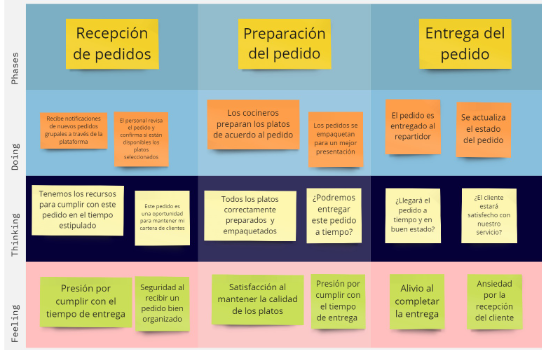 Phases
Recepción
de pedidos
Preparación
del pedido
Entrega del
pedido
Doing
Recibe notificaciones
de nuevos pedidos
grupales a través de la
plataforma
El personal revisa
el pedido y
confirma si están
disponibles los
platos
seleccionados
Los cocineros
preparan los platos
de acuerdo al pedido
Los pedidos se
empaquetan
para un mejor
presentación
El pedido es
entregado al
repartidor
Se actualiza
el estado
del pedido
Thinking
Tenemos los recursos
para cumplir con este
pedido en el tiempo
estipulado
Este pedido es
una oportunidad
para mantener mi
cartera de clientes
Todos los platos
correctamente
preparados y
empaquetados
¿Podremos
entregar
este pedido
a tiempo?
¿Llegará el
pedido a
tiempo y en
buen estado?
¿El cliente
estará
satisfecho con
nuestro
servicio?
Feeling
Presión por
cumplir con el
tiempo de entrega
Seguridad al
recibir un
pedido bien
organizado
Satisfacción al
mantener la calidad
de los platos
Presión por
cumplir con
el tiempo
de entrega
Alivio al
completar
la entrega
Ansiedad
por la
recepción
del cliente